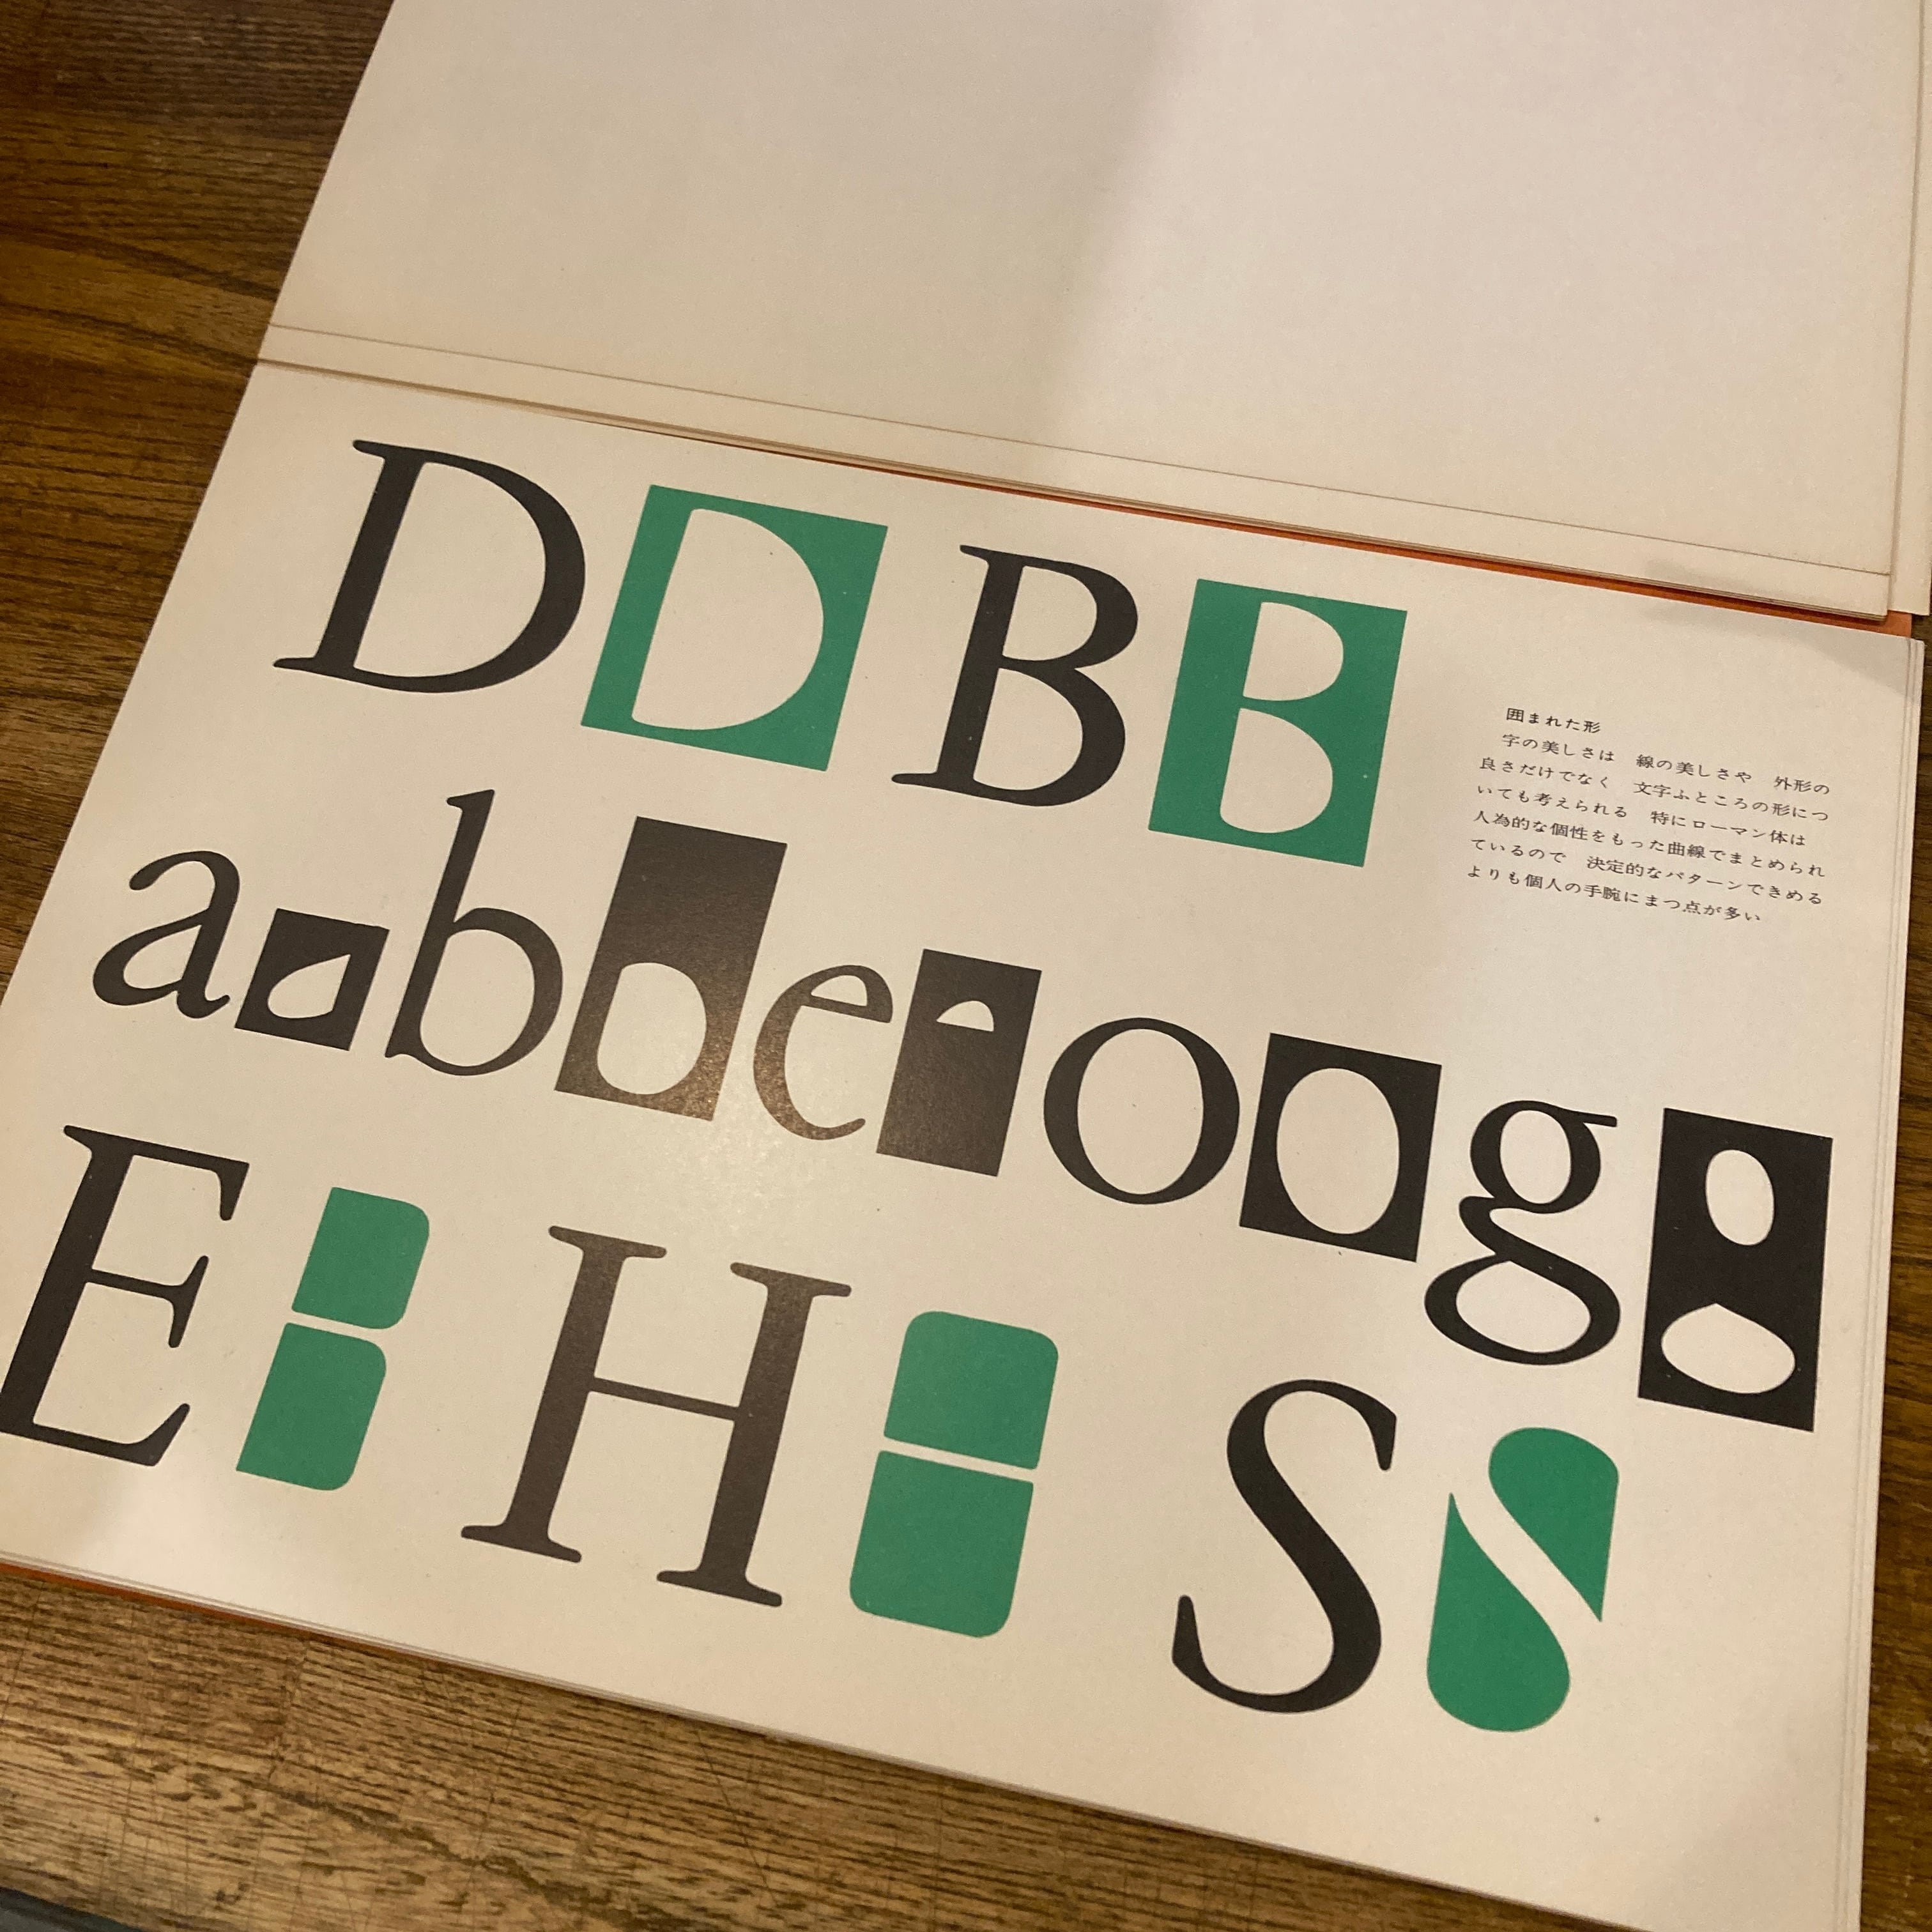 D B
囲まれた形
字の美しさは 線の美しさや 外形の
良さだけでなく 文字ふところの形につ
いても考えられる 特にローマン体は
人為的な個性をもった曲線でまとめられ
ているので 決定的なパターンできめる
よりも個人の手腕にまつ点が多い
a b e o g
E H S